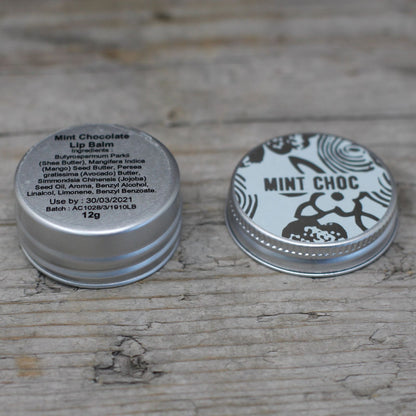 Mint Chocolate
Lip Balm
Ingredients :
Butyrospermum Parkii
(Shea Butter), Mangifera Indica
(Mango) Seed Butter, Persea
gratissima (Avocado) Butter,
Simmondsia Chinensis (Jojoba)
Seed Oil, Aroma, Benzyl Alcohol,
Linalool, Limonene, Benzyl Benzoate.
Use by : 30/03/2021
Batch : AC1028/3/1910LB
12g
MINT CHOC